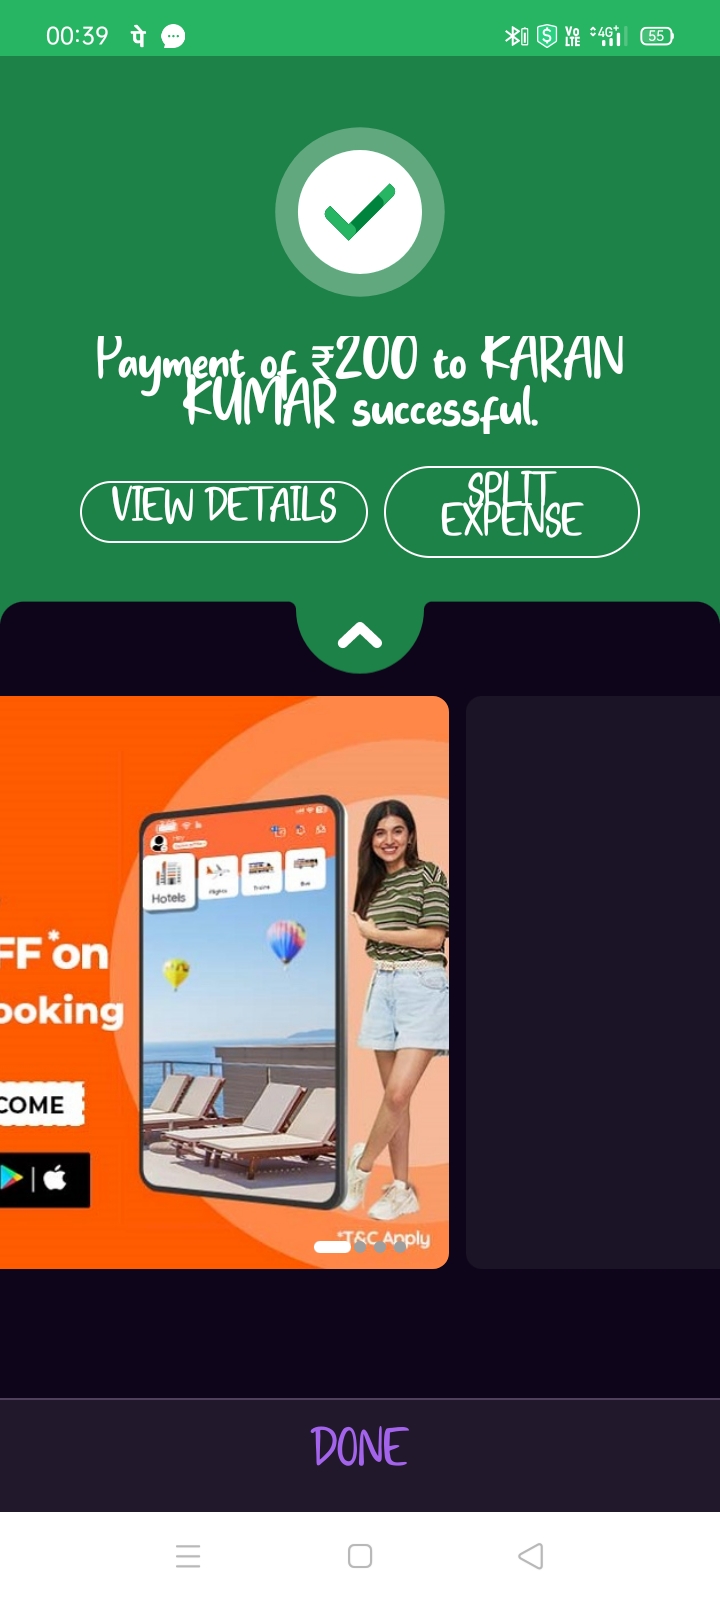 00:39 पे Vo LTE 4G+ 55
Payment of ₹200 to KARAN
KUMAR successful.
VIEW DETAILS
SPLIT
EXPENSE
Hotels
Flights
Trains
Bus
FF*on
ooking
COME
*T&C Apply
DONE